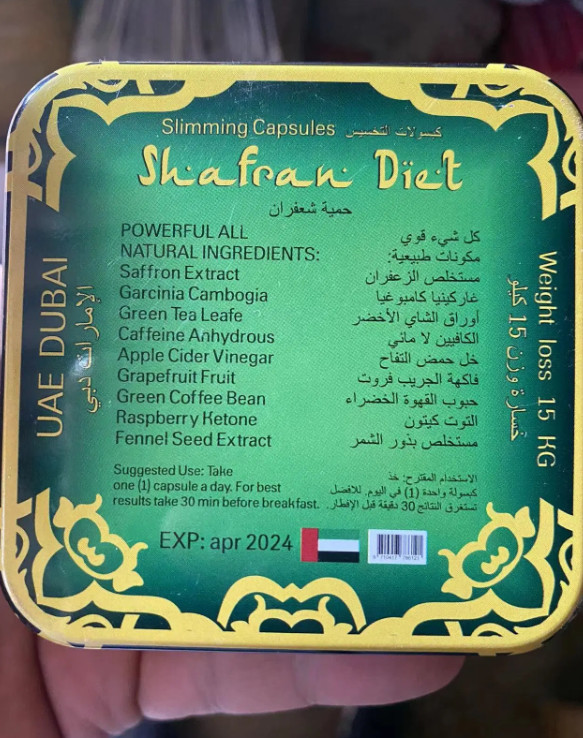 Slimming Capsules كبسولات التخسيس
Shafran Diet
حمية شعفران
POWERFUL ALL
NATURAL INGREDIENTS:
Saffron Extract
Garcinia Cambogia
Green Tea Leafe
Caffeine Anhydrous
Apple Cider Vinegar
Grapefruit Fruit
Green Coffee Bean
Raspberry Ketone
Fennel Seed Extract
كل شيء قوي
مكونات طبيعية:
مستخلص الزعفران
غاركينيا كامبوغيا
أوراق الشاي الأخضر
الكافيين لا مائي
خل حمض التفاح
فاكهة الجريب فروت
حبوب القهوة الخضراء
التوت كيتون
مستخلص بذور الشمر
Suggested Use: Take
one (1) capsule a day. For best
results take 30 min before breakfast.
الاستخدام المقترح: خذ
كبسولة واحدة (1) في اليوم. للافضل
تستغرق النتائج 30 دقيقة قبل الإفطار.
EXP: apr 2024
UAE DUBAI
الإمارات دبي
Weight loss 15 KG
خسارة وزن 15 كيلو